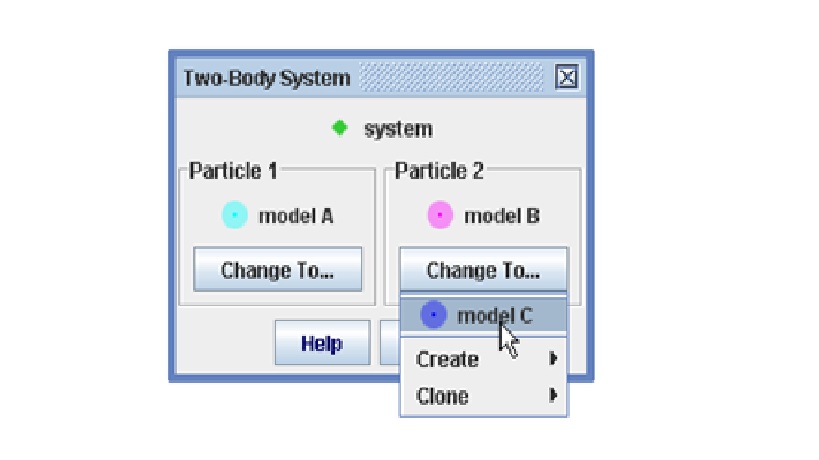 Two-Body System
system
Particle 1 Particle 2
model A model B
Change To... Change To...
model C
Help
Create
Clone